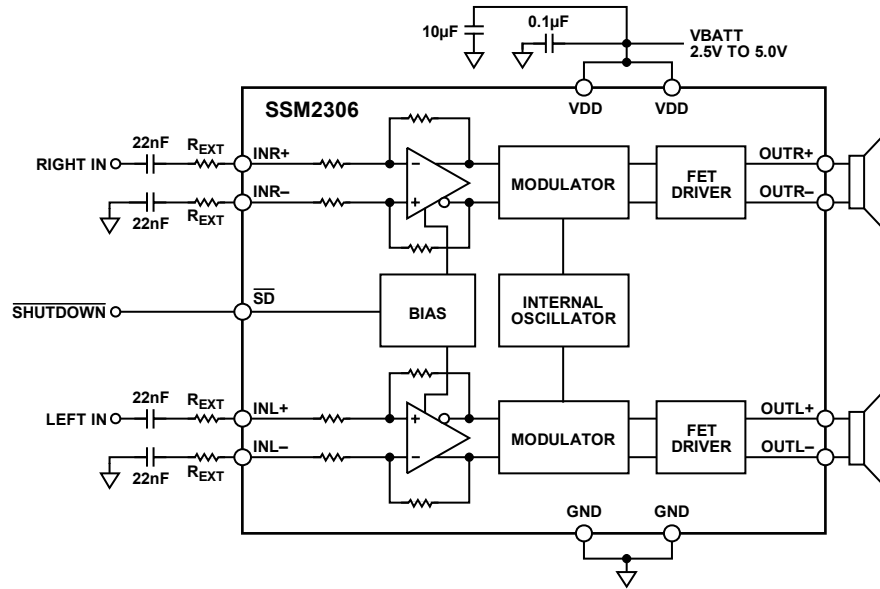 10µF
0.1µF
VBATT
2.5V TO 5.0V
SSM2306
VDD
VDD
22nF
REXT
RIGHT IN
INR+
22nF
REXT
INR–
MODULATOR
FET
DRIVER
OUTR+
OUTR–
SHUTDOWN
SD
BIAS
INTERNAL
OSCILLATOR
22nF
REXT
LEFT IN
INL+
22nF
REXT
INL–
MODULATOR
FET
DRIVER
OUTL+
OUTL–
GND
GND